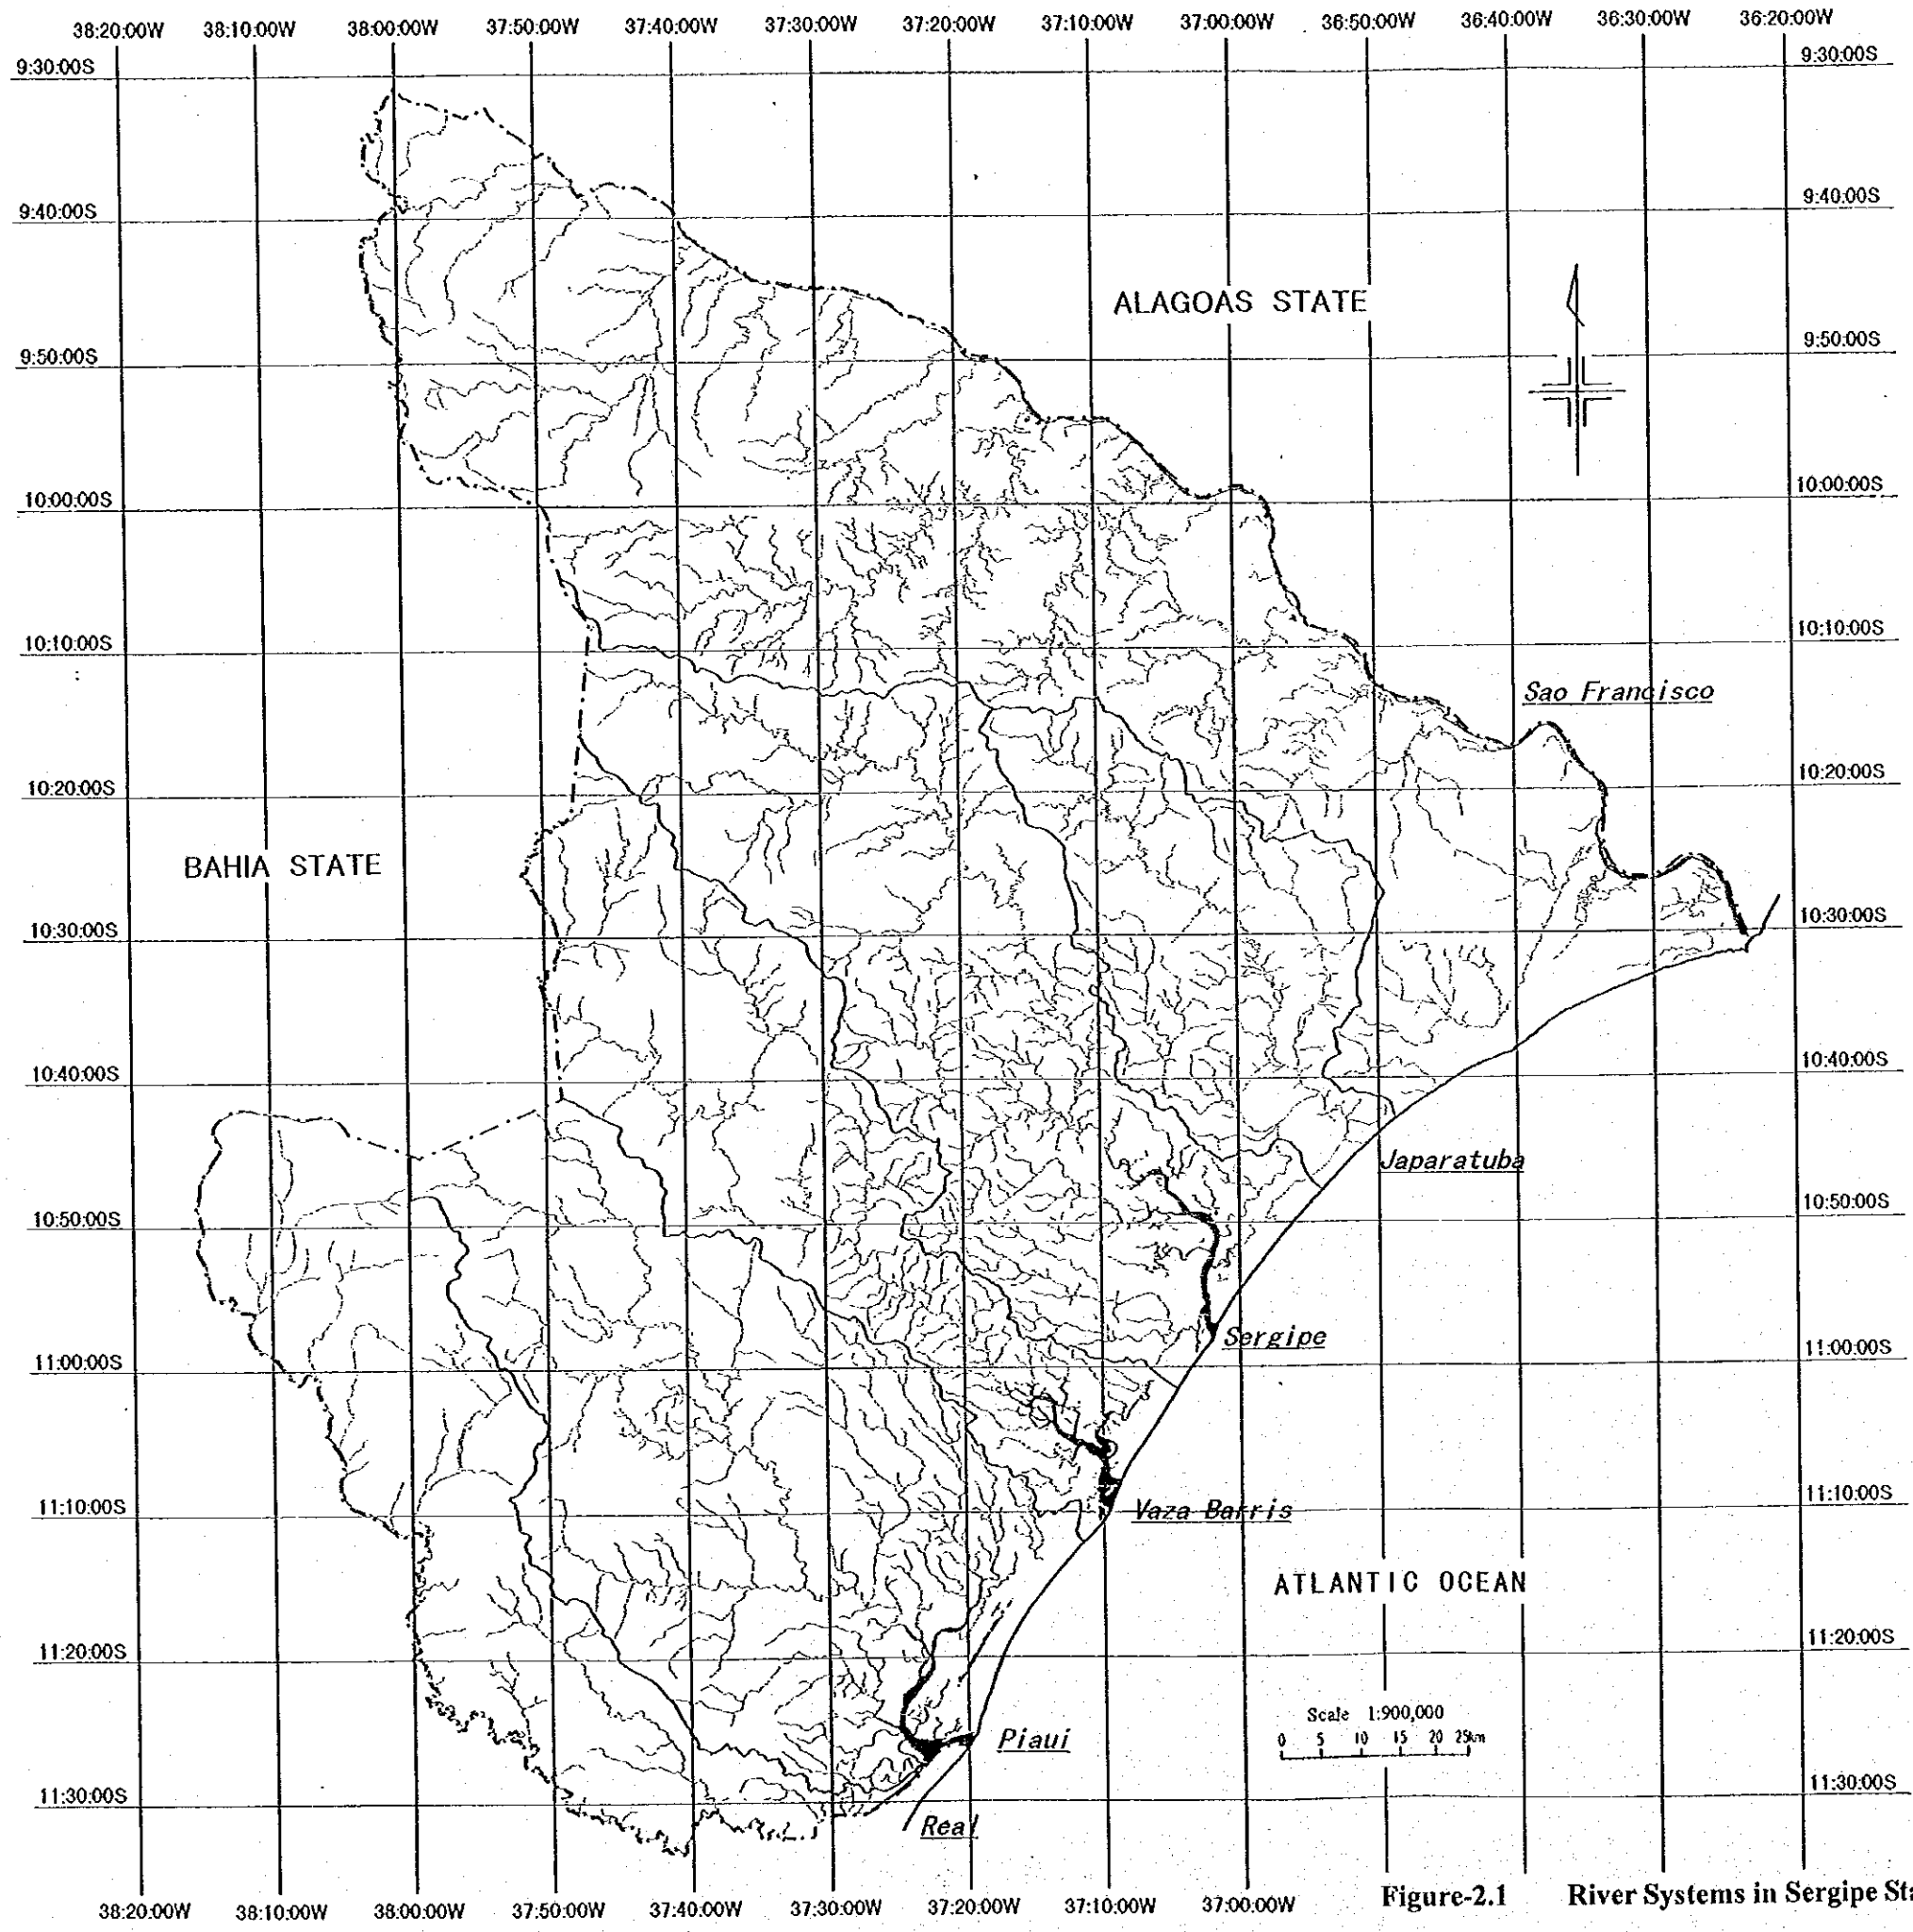 38:20:00W 38:10:00W 38:00:00W 37:50:00W 37:40:00W 37:30:00W 37:20:00W 37:10:00W 37:00:00W 36:50:00W 36:40:00W 36:30:00W 36:20:00W
9:30:00S 9:30:00S
9:40:00S 9:40:00S
ALAGOAS STATE
9:50:00S 9:50:00S
10:00:00S 10:00:00S
10:10:00S 10:10:00S
Sao Francisco
10:20:00S 10:20:00S
BAHIA STATE
10:30:00S 10:30:00S
10:40:00S 10:40:00S
Japaratuba
10:50:00S 10:50:00S
Sergipe
11:00:00S 11:00:00S
11:10:00S 11:10:00S
Vaza Barris
ATLANTIC OCEAN
11:20:00S 11:20:00S
Scale 1:900,000
0 5 10 15 20 25km
Piaui
11:30:00S 11:30:00S
Real
38:20:00W 38:10:00W 38:00:00W 37:50:00W 37:40:00W 37:30:00W 37:20:00W 37:10:00W 37:00:00W
Figure-2.1 River Systems in Sergipe Sta